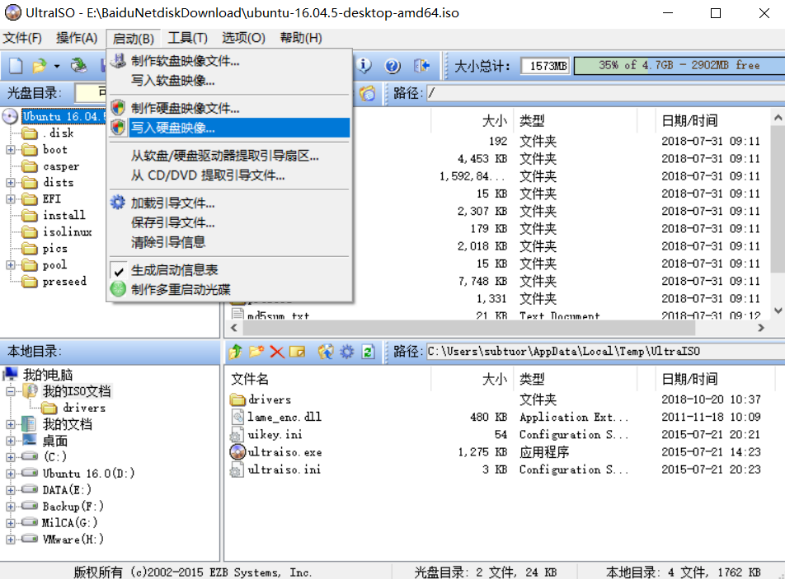 UltraISO - E:\BaiduNetdiskDownload\ubuntu-16.04.5-desktop-amd64.iso
文件(F) 操作(A) 启动(B) 工具(T) 选项(O) 帮助(H)
大小总计: 1573MB 35% of 4.7GB - 2902MB free
光盘目录: 可 路径: /
制作软盘映像文件...
写入软盘映像...
制作硬盘映像文件...
写入硬盘映像...
从软盘/硬盘驱动器提取引导扇区...
从 CD/DVD 提取引导文件...
加载引导文件...
保存引导文件...
清除引导信息
生成启动信息表
制作多重启动光碟
Ubuntu 16.04.5
.disk
boot
casper
dists
EFI
install
isolinux
pics
pool
preseed
大小 类型 日期/时间
192 文件夹 2018-07-31 09:11
4,453 KB 文件夹 2018-07-31 09:11
1,592,84... 文件夹 2018-07-31 09:11
15 KB 文件夹 2018-07-31 09:11
2,307 KB 文件夹 2018-07-31 09:11
179 KB 文件夹 2018-07-31 09:11
2,018 KB 文件夹 2018-07-31 09:11
15 KB 文件夹 2018-07-31 09:11
7,748 KB 文件夹 2018-07-31 09:11
1,331 文件夹 2018-07-31 09:11
md5sum.txt 21 KB Text Document 2018-07-31 09:12
本地目录: 路径: C:\Users\subtuor\AppData\Local\Temp\UltraISO
我的电脑
我的ISO文档
drivers
我的文档
桌面
(C:)
Ubuntu 16.0(D:)
DATA(E:)
Backup(F:)
MilCA(G:)
VMware(H:)
文件名 大小 类型 日期/时间
drivers 文件夹 2018-10-20 10:37
lame_enc.dll 480 KB Application Ext... 2011-11-18 10:09
uikey.ini 54 Configuration S... 2015-07-21 20:21
ultraiso.exe 1,275 KB 应用程序 2015-07-21 14:23
ultraiso.ini 3 KB Configuration S... 2015-07-21 20:23
版权所有 (c)2002-2015 EZB Systems, Inc. 光盘目录: 2 文件, 24 KB 本地目录: 4 文件, 1762 KB